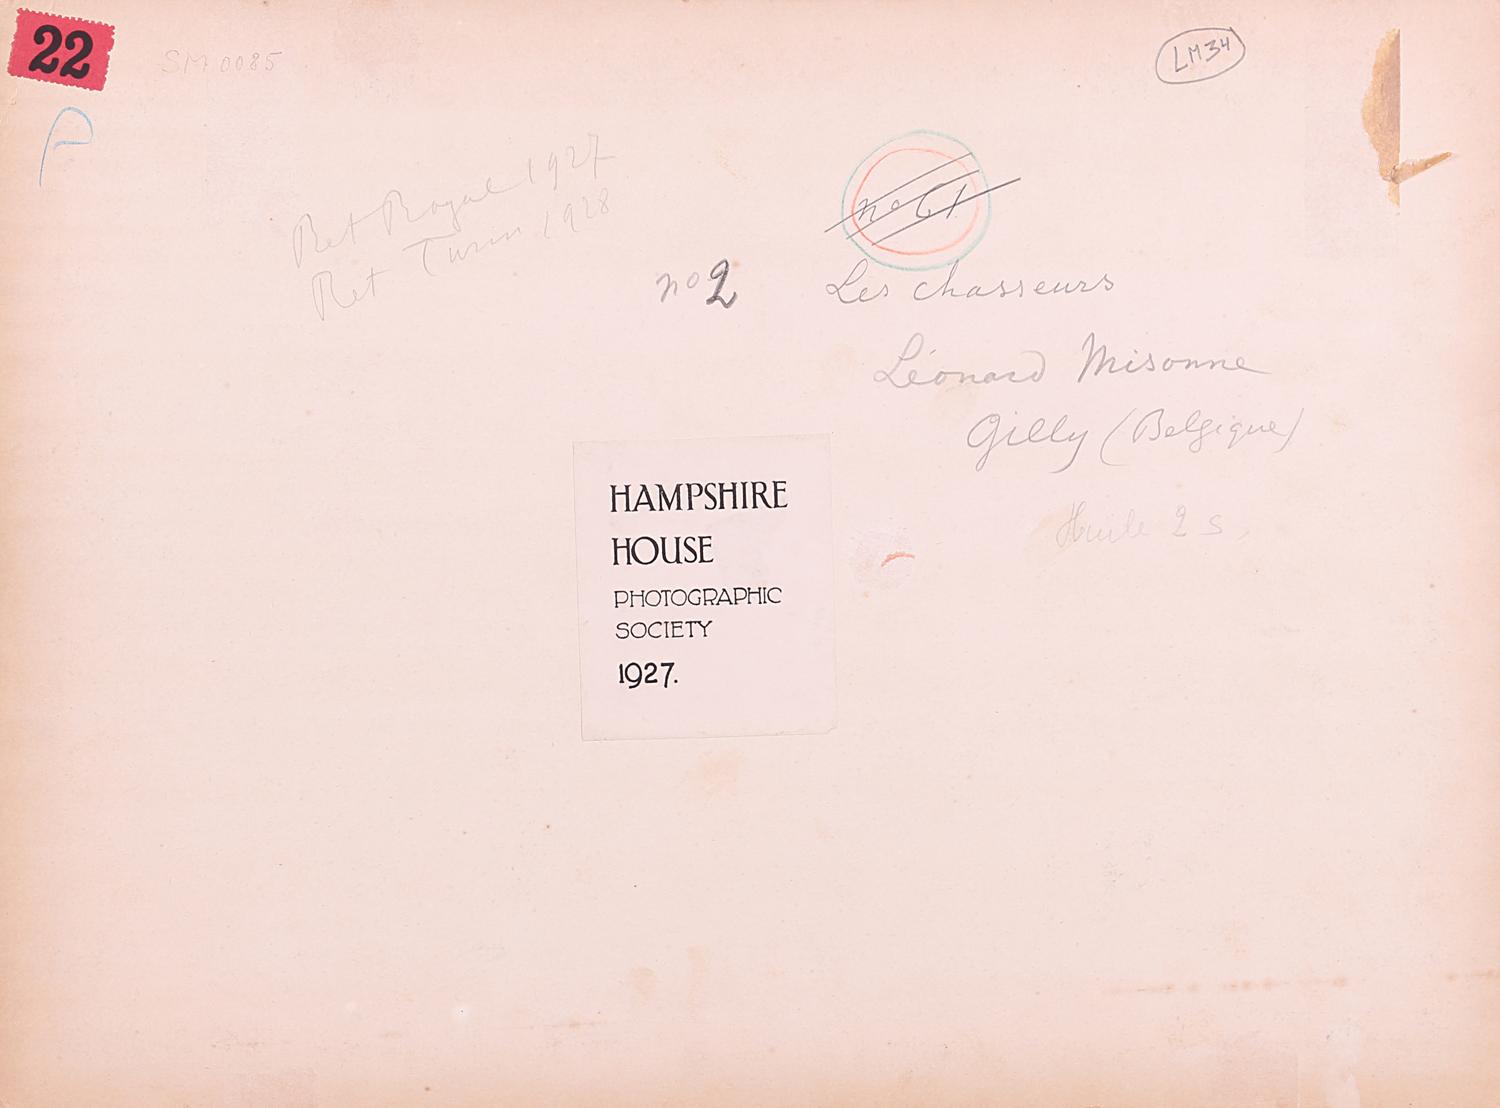 22
SM 0085
LM34
P
Ret Royal 1927
Ret Turin 1928
no 61
no 2
Les chasseurs
Léonard Misonne
Gilly (Belgique)
Huile 2 s,
HAMPSHIRE
HOUSE
PHOTOGRAPHIC
SOCIETY
1927.